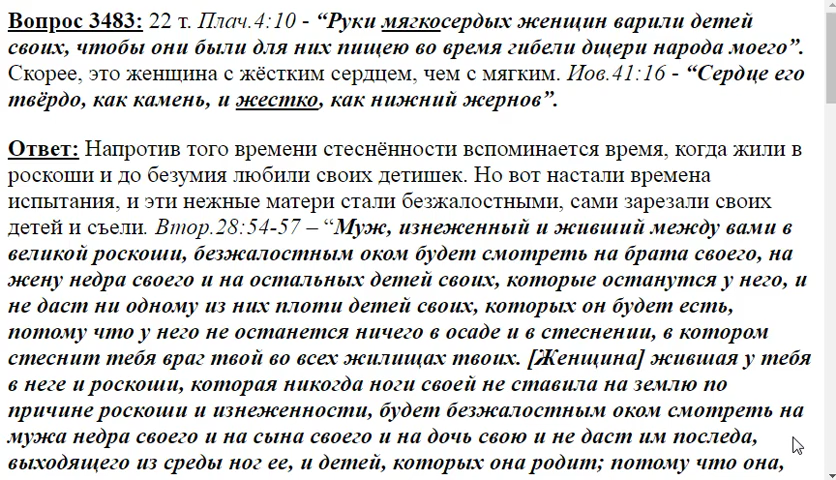 Вопрос 3483: 22 т. Плач.4:10 - “Руки мягкосердых женщин варили детей
своих, чтобы они были для них пищею во время гибели дщери народа моего”.
Скорее, это женщина с жёстким сердцем, чем с мягким. Иов.41:16 - “Сердце его
твёрдо, как камень, и жестко, как нижний жернов”.
Ответ: Напротив того времени стеснённости вспоминается время, когда жили в
роскоши и до безумия любили своих детишек. Но вот настали времена
испытания, и эти нежные матери стали безжалостными, сами зарезали своих
детей и съели. Втор.28:54-57 – “Муж, изнеженный и живший между вами в
великой роскоши, безжалостным оком будет смотреть на брата своего, на
жену недра своего и на остальных детей своих, которые останутся у него, и
не даст ни одному из них плоти детей своих, которых он будет есть,
потому что у него не останется ничего в осаде и в стеснении, в котором
стеснит тебя враг твой во всех жилищах твоих. [Женщина] жившая у тебя
в неге и роскоши, которая никогда ноги своей не ставила на землю по
причине роскоши и изнеженности, будет безжалостным оком смотреть на
мужа недра своего и на сына своего и на дочь свою и не даст им последа,
выходящего из среды ног ее, и детей, которых она родит; потому что она,